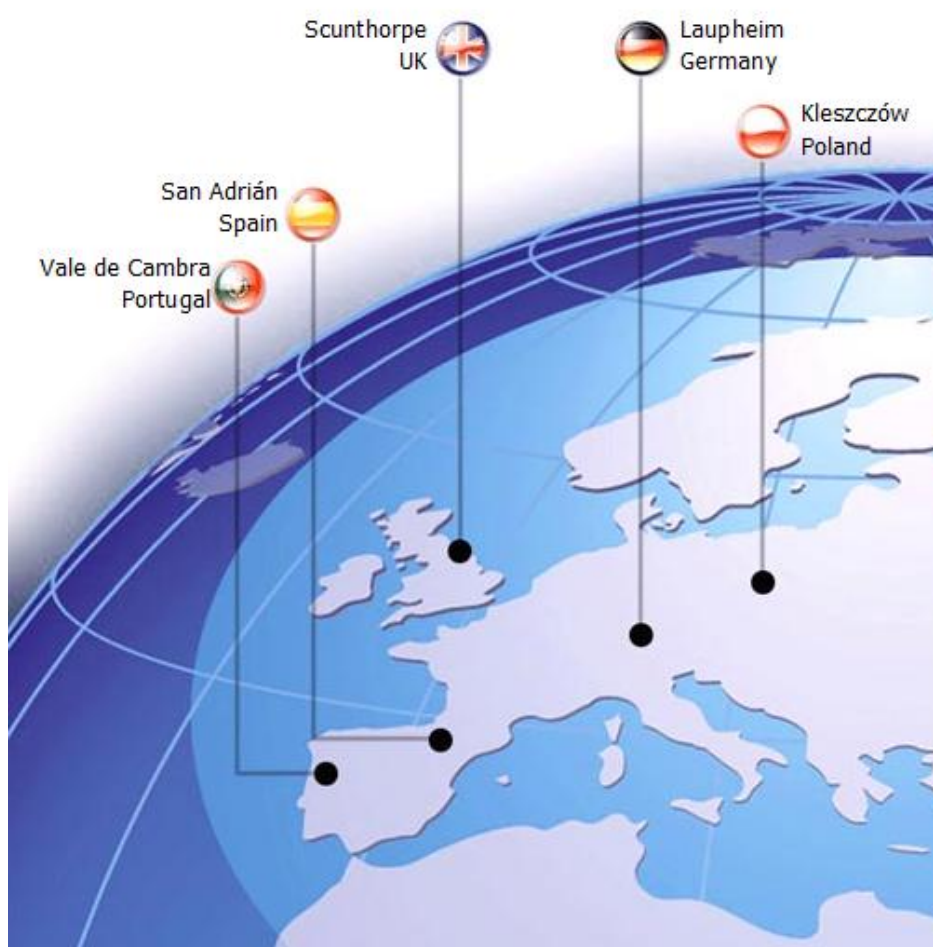 Scunthorpe
UK
Laupheim
Germany
Kleszczów
Poland
San Adrián
Spain
Vale de Cambra
Portugal